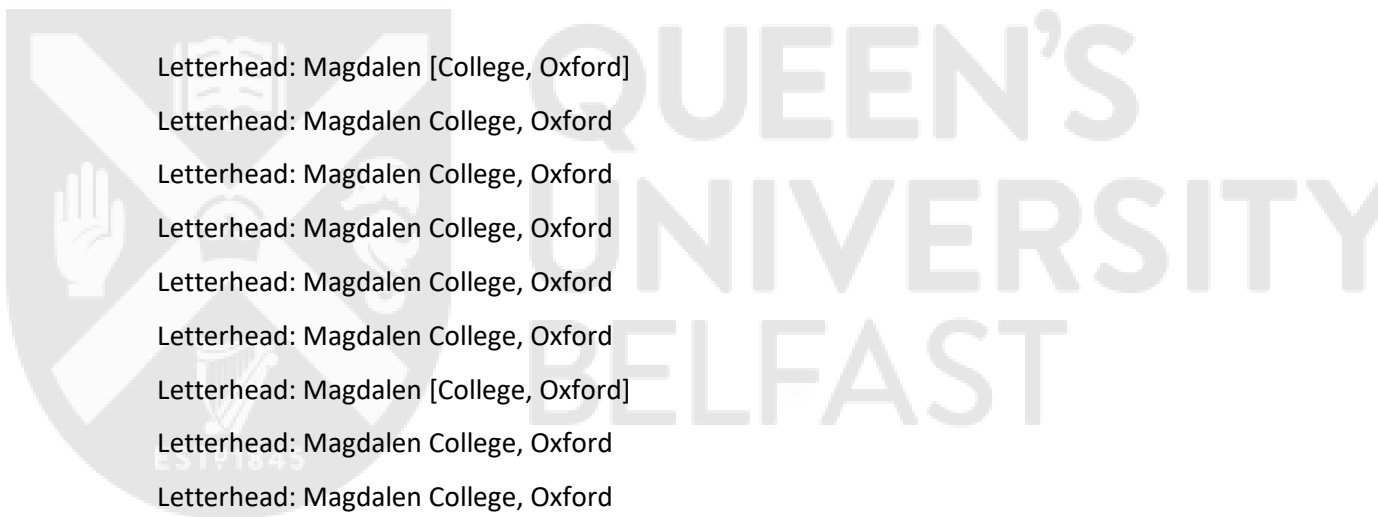 Letterhead: Magdalen [College, Oxford]
Letterhead: Magdalen College, Oxford
Letterhead: Magdalen College, Oxford
Letterhead: Magdalen College, Oxford
Letterhead: Magdalen College, Oxford
Letterhead: Magdalen College, Oxford
Letterhead: Magdalen [College, Oxford]
Letterhead: Magdalen College, Oxford
Letterhead: Magdalen College, Oxford
QUEEN'S
UNIVERSITY
BELFAST
EST. 1845